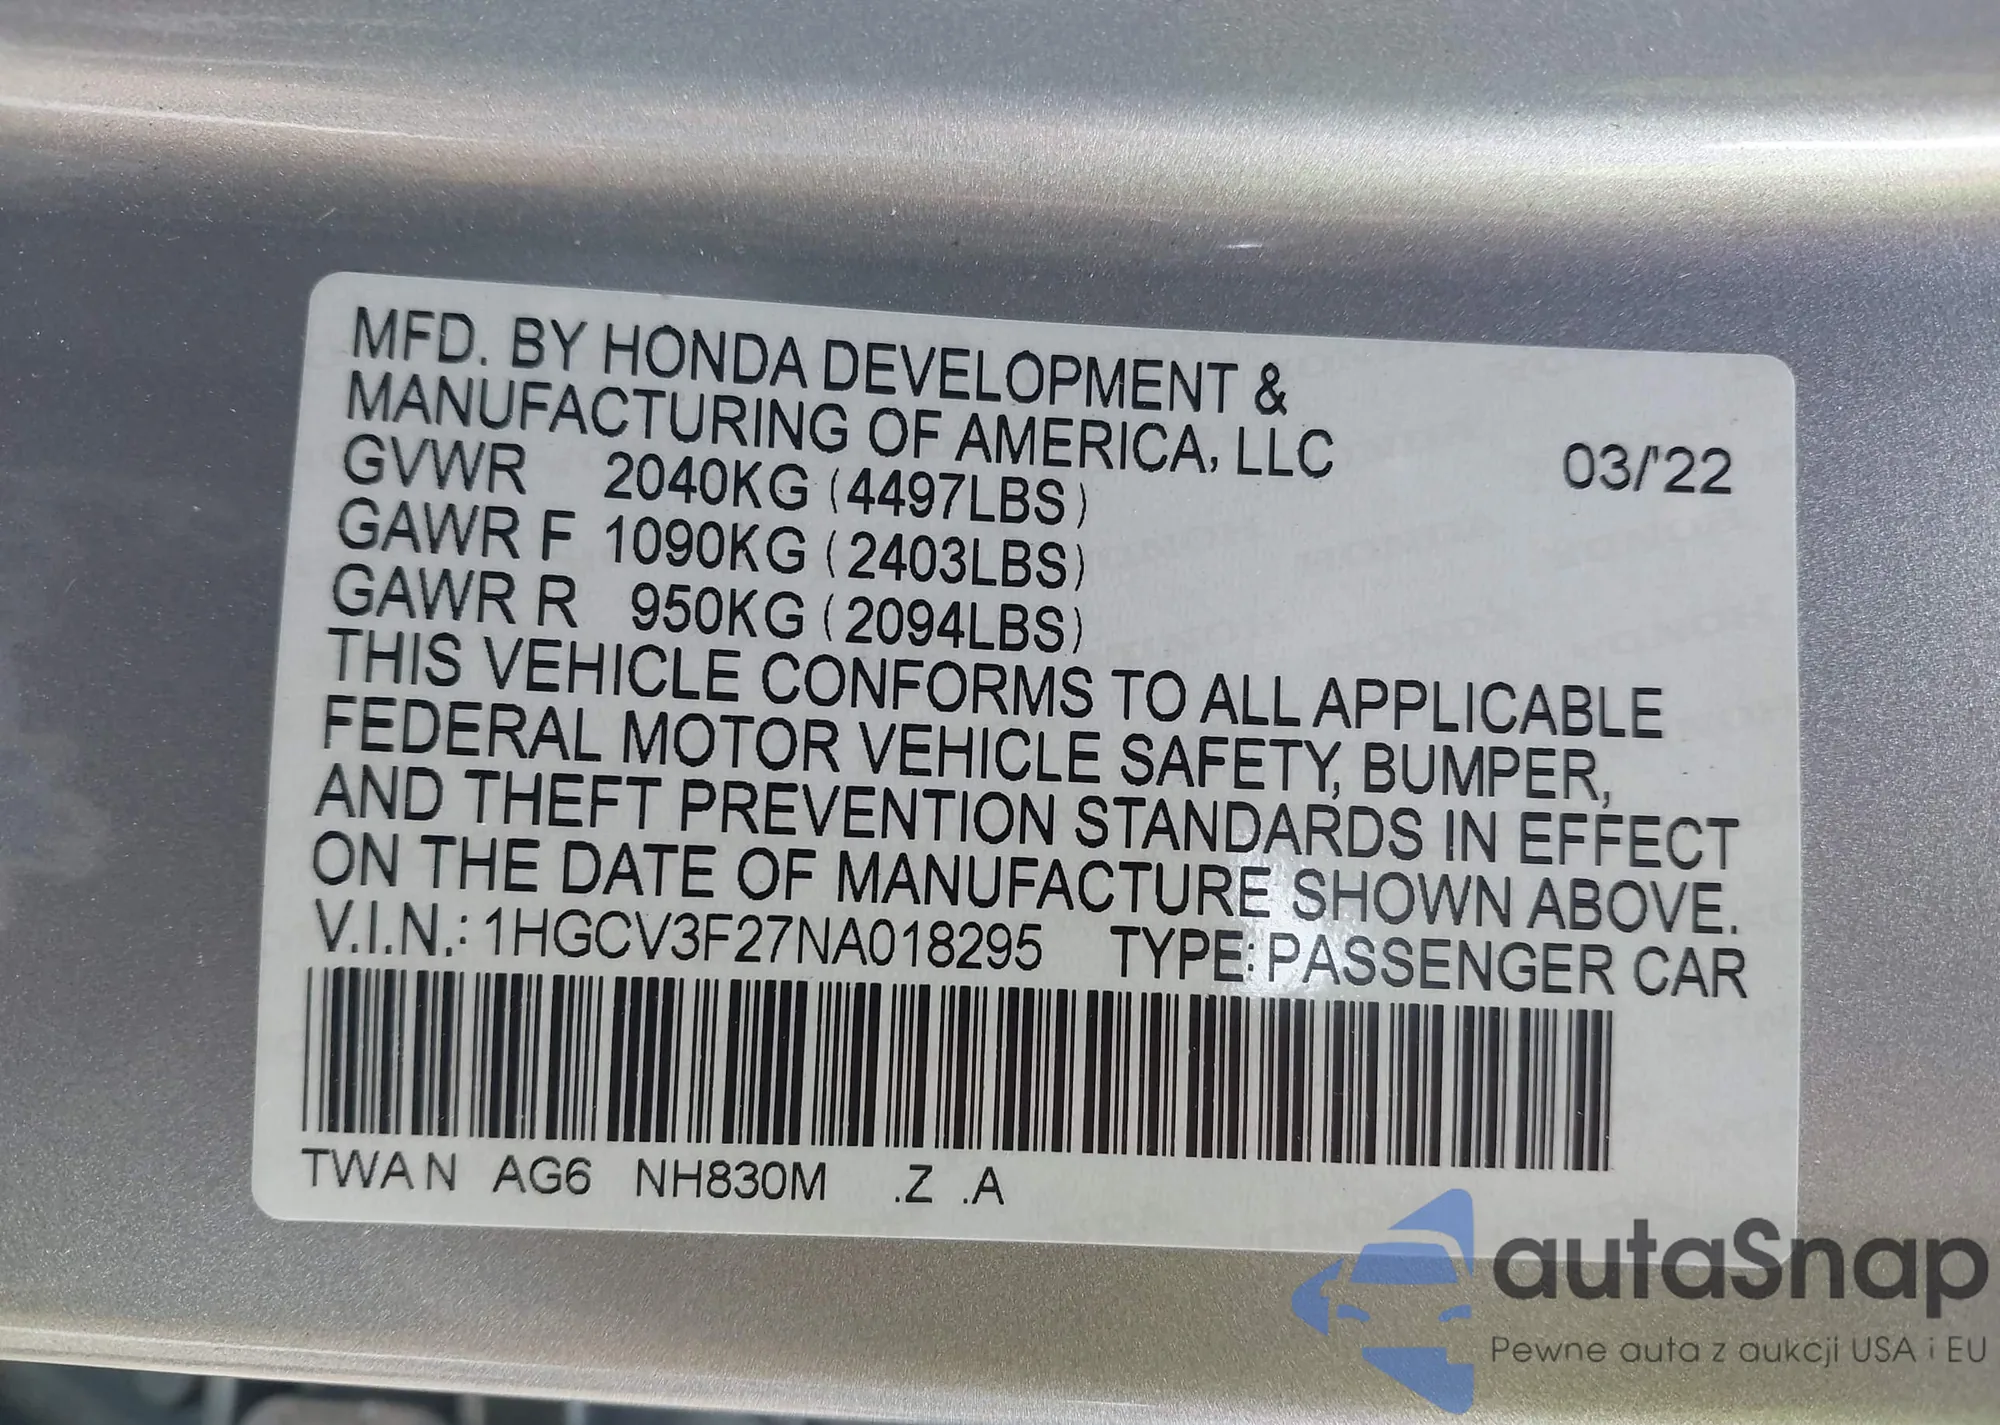 MFD. BY HONDA DEVELOPMENT &
MANUFACTURING OF AMERICA, LLC
03/'22
GVWR 2040KG (4497LBS)
GAWR F 1090KG (2403LBS)
GAWR R 950KG (2094LBS)
THIS VEHICLE CONFORMS TO ALL APPLICABLE
FEDERAL MOTOR VEHICLE SAFETY, BUMPER,
AND THEFT PREVENTION STANDARDS IN EFFECT
ON THE DATE OF MANUFACTURE SHOWN ABOVE.
V.I.N.: 1HGCV3F27NA018295 TYPE: PASSENGER CAR
TWAN AG6 NH830M .Z .A
autaSnap
Pewne auta z aukcji USA i EU